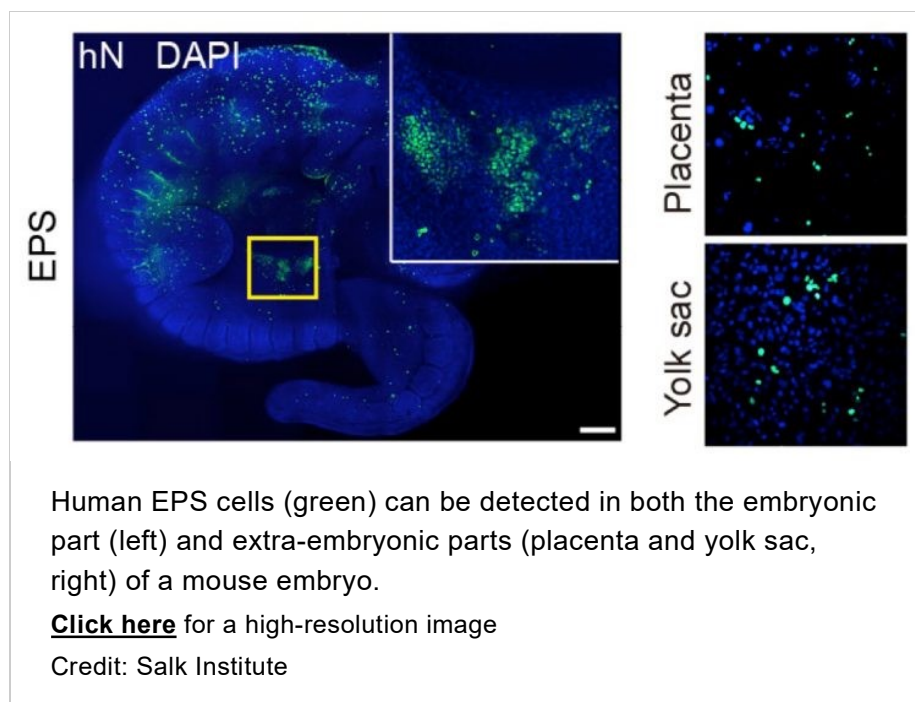 hN DAPI
EPS
Placenta
Yolk sac
Human EPS cells (green) can be detected in both the embryonic
part (left) and extra-embryonic parts (placenta and yolk sac,
right) of a mouse embryo.
Click here for a high-resolution image
Credit: Salk Institute